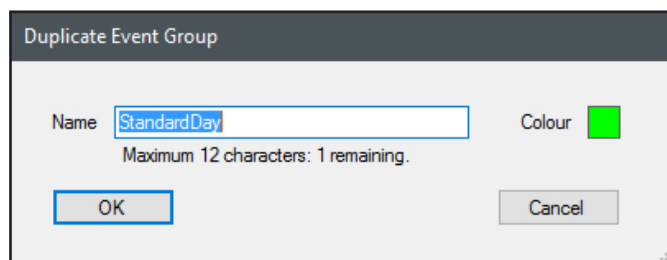 Duplicate Event Group
Name StandardDay Colour
Maximum 12 characters: 1 remaining.
OK Cancel